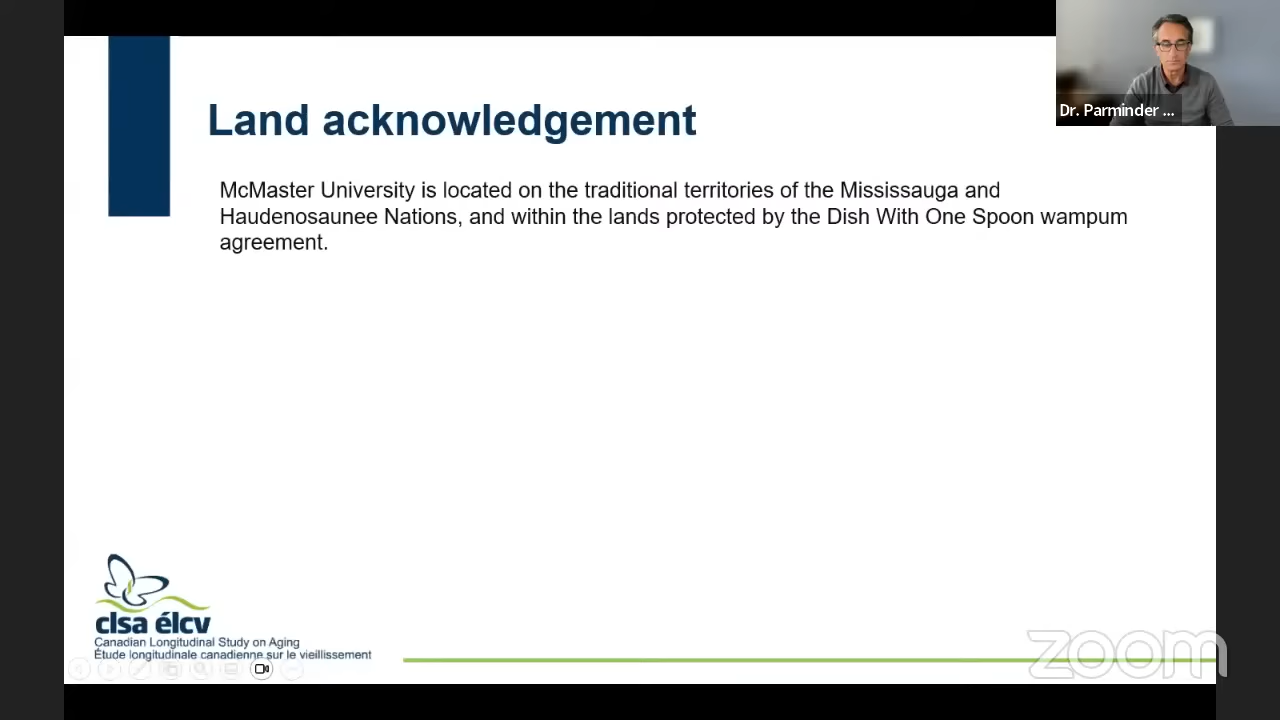 Dr. Parminder ...
Land acknowledgement
McMaster University is located on the traditional territories of the Mississauga and
Haudenosaunee Nations, and within the lands protected by the Dish With One Spoon wampum
agreement.
clsa élcv
Canadian Longitudinal Study on Aging
Étude longitudinale canadienne sur le vieillissement
zoom